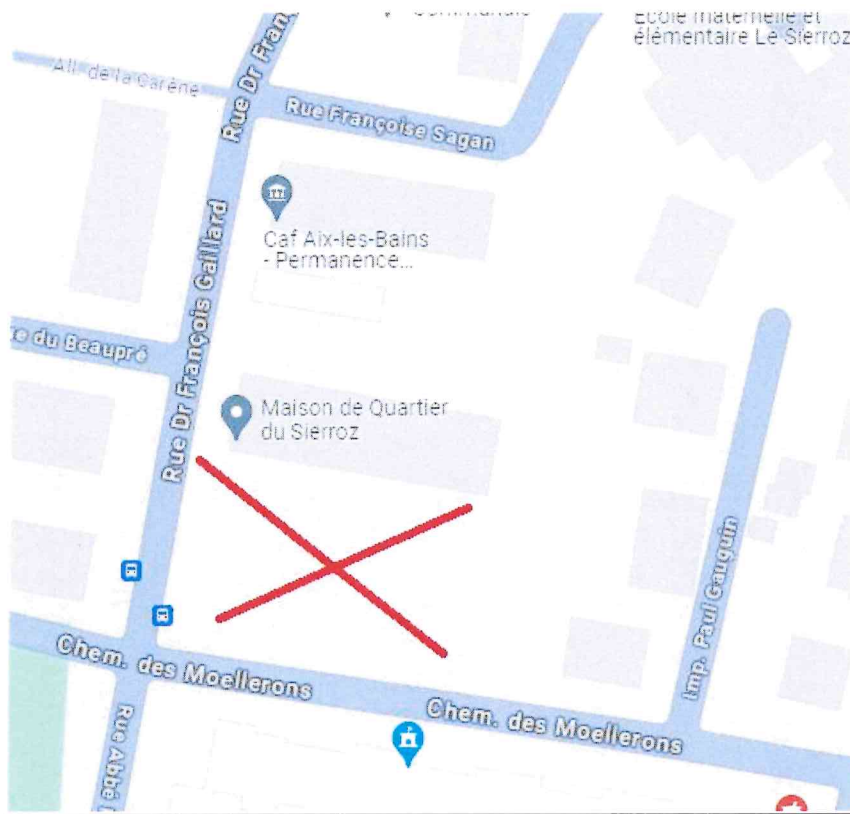 École maternelle et
élémentaire Le Sierroz
All. de la Carène
Rue Dr Fran
Rue Françoise Sagan
Caf Aix-les-Bains
- Permanence...
Rue Dr François Gaillard
du Beaupré
Maison de Quartier
du Sierroz
Imp. Paul Gauguin
Chem. des Moellerons
Chem. des Moellerons
Rue Abbé